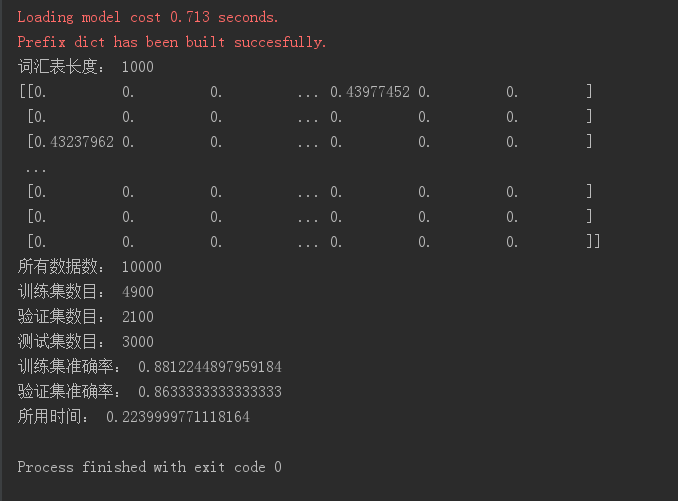 Loading model cost 0.713 seconds.
Prefix dict has been built succesfully.
词汇表长度： 1000
[[0.         0.         0.         ... 0.43977452 0.         0.        ]
 [0.         0.         0.         ... 0.         0.         0.        ]
 [0.43237962 0.         0.         ... 0.         0.         0.        ]
 ...
 [0.         0.         0.         ... 0.         0.         0.        ]
 [0.         0.         0.         ... 0.         0.         0.        ]
 [0.         0.         0.         ... 0.         0.         0.        ]]
所有数据数： 10000
训练集数目： 4900
验证集数目： 2100
测试集数目： 3000
训练集准确率： 0.8812244897959184
验证集准确率： 0.8633333333333333
所用时间： 0.2239999771118164
Process finished with exit code 0